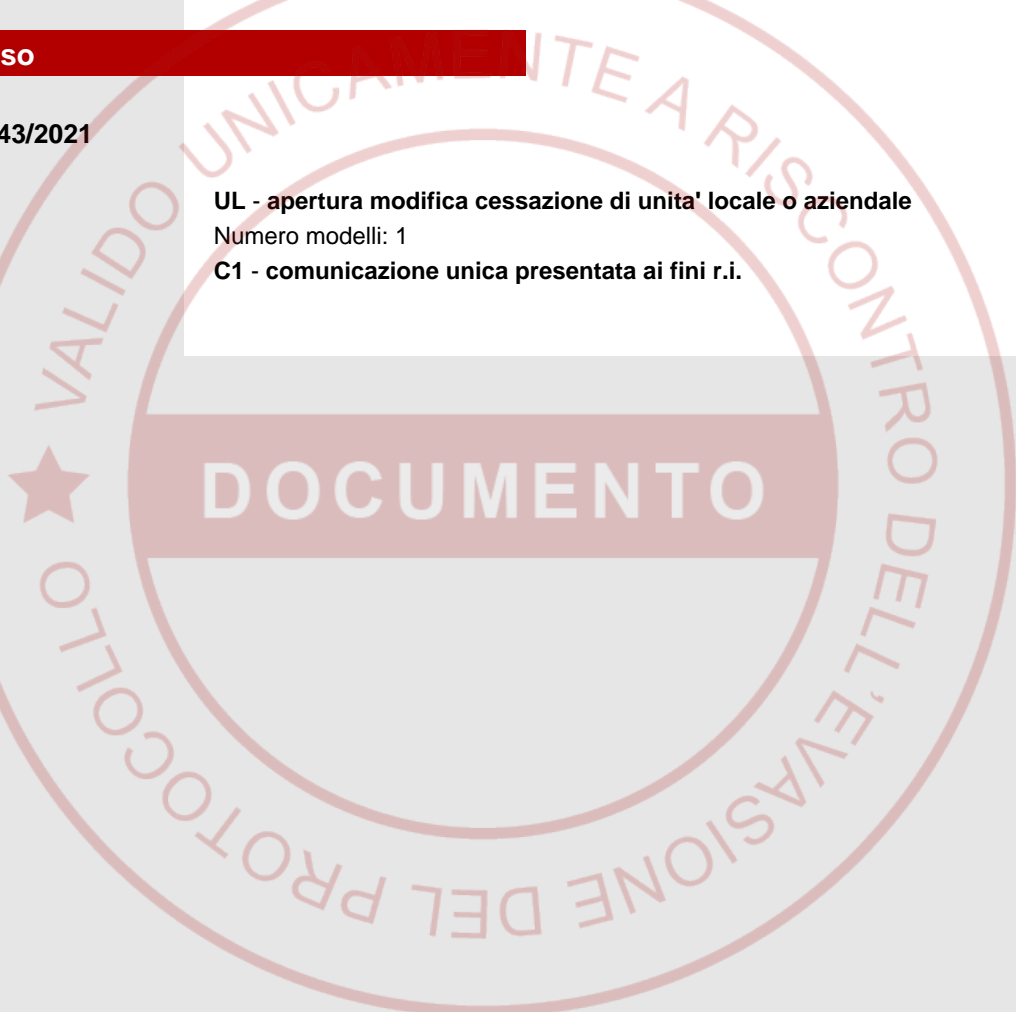 so
43/2021
UL - apertura modifica cessazione di unita' locale o aziendale
Numero modelli: 1
C1 - comunicazione unica presentata ai fini r.i.
VALIDO UNICAMENTE A RISCONTRO DELL'EVASIONE DEL PROTOCOLLO
DOCUMENTO